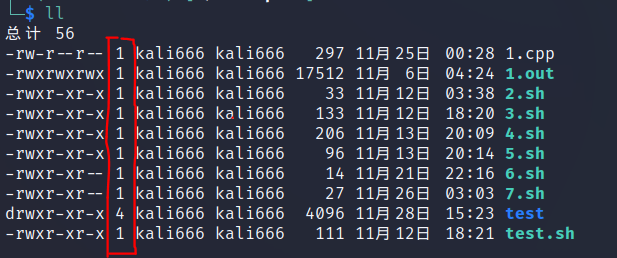 $ ll
总计 56
-rw-r--r-- 1 kali666 kali666 297 11月25日 00:28 1.cpp
-rwxrwxrwx 1 kali666 kali666 17512 11月 6日 04:24 1.out
-rwxr-xr-x 1 kali666 kali666 33 11月12日 03:38 2.sh
-rwxr-xr-x 1 kali666 kali666 133 11月12日 18:20 3.sh
-rwxr-xr-x 1 kali666 kali666 206 11月13日 20:09 4.sh
-rwxr-xr-x 1 kali666 kali666 96 11月13日 20:14 5.sh
-rwxr-xr-- 1 kali666 kali666 14 11月21日 22:16 6.sh
-rwxr-xr-- 1 kali666 kali666 27 11月26日 03:03 7.sh
drwxr-xr-x 4 kali666 kali666 4096 11月28日 15:23 test
-rwxr-xr-x 1 kali666 kali666 111 11月12日 18:21 test.sh